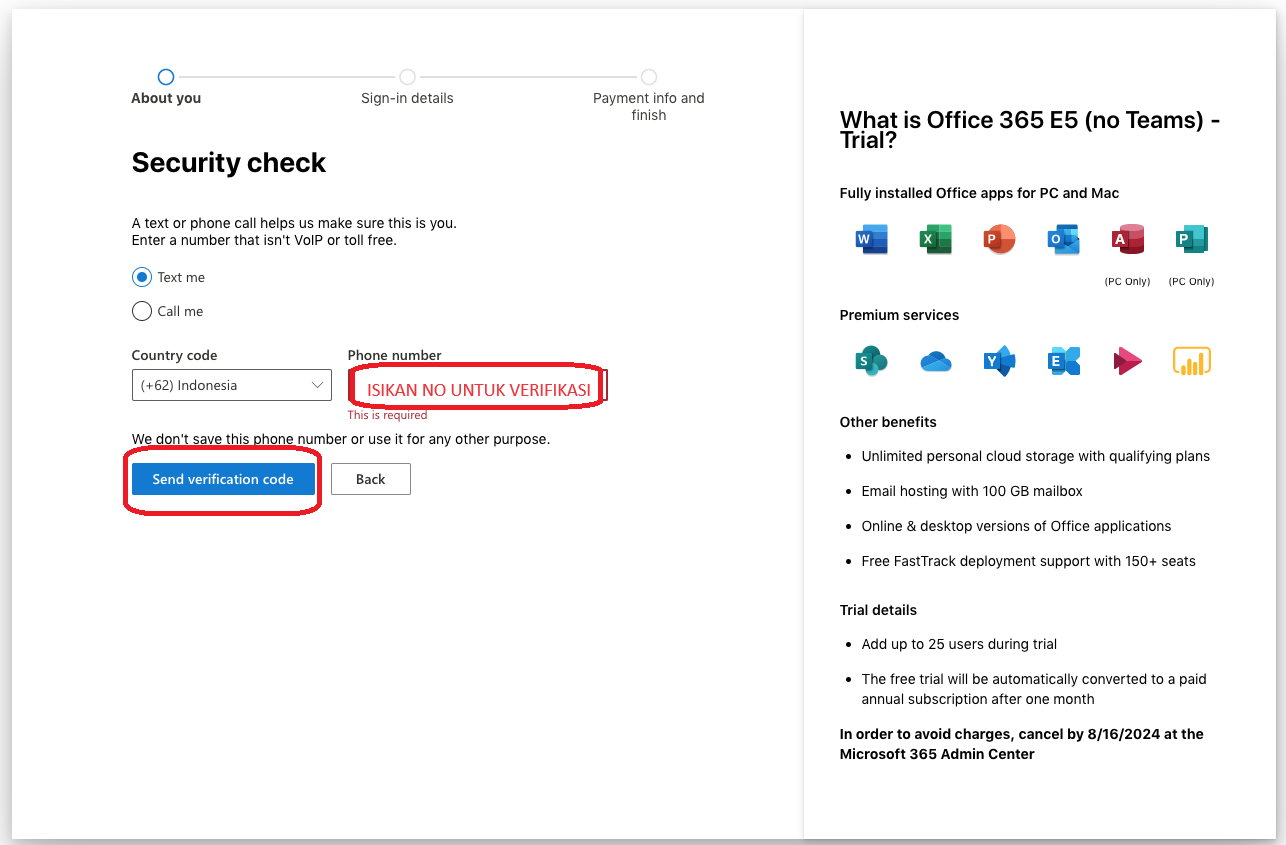 About you
Sign-in details
Payment info and
finish
Security check
A text or phone call helps us make sure this is you.
Enter a number that isn't VoIP or toll free.
Text me
Call me
Country code
Phone number
(+62) Indonesia
ISIKAN NO UNTUK VERIFIKASI
This is required
We don't save this phone number or use it for any other purpose.
Send verification code
Back
What is Office 365 E5 (no Teams) -
Trial?
Fully installed Office apps for PC and Mac
W
X
P
O
A
P
(PC Only)
(PC Only)
Premium services
S
Y
E
Other benefits
Unlimited personal cloud storage with qualifying plans
Email hosting with 100 GB mailbox
Online & desktop versions of Office applications
Free FastTrack deployment support with 150+ seats
Trial details
Add up to 25 users during trial
The free trial will be automatically converted to a paid
annual subscription after one month
In order to avoid charges, cancel by 8/16/2024 at the
Microsoft 365 Admin Center